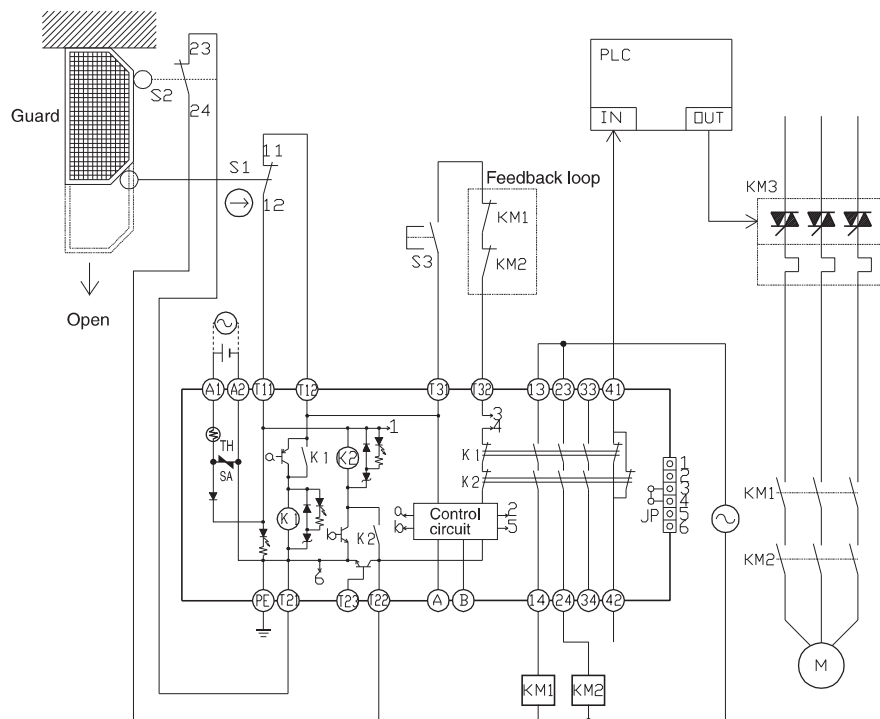 23
PLC
Guard
S2
24
IN
OUT
11
S1
Feedback loop
KM3
12
KM1
S3
KM2
Open
A1
A2
T11
T12
T31
T32
13
23
33
41
1
3
4
TH
a
K1
K2
K1
SA
K2
1
2
3
4
5
6
JP
K1
a
b
Control
circuit
2
5
b
K2
6
PE
T21
T23
T22
A
B
14
24
34
42
KM1
KM2
KM1
KM2
M